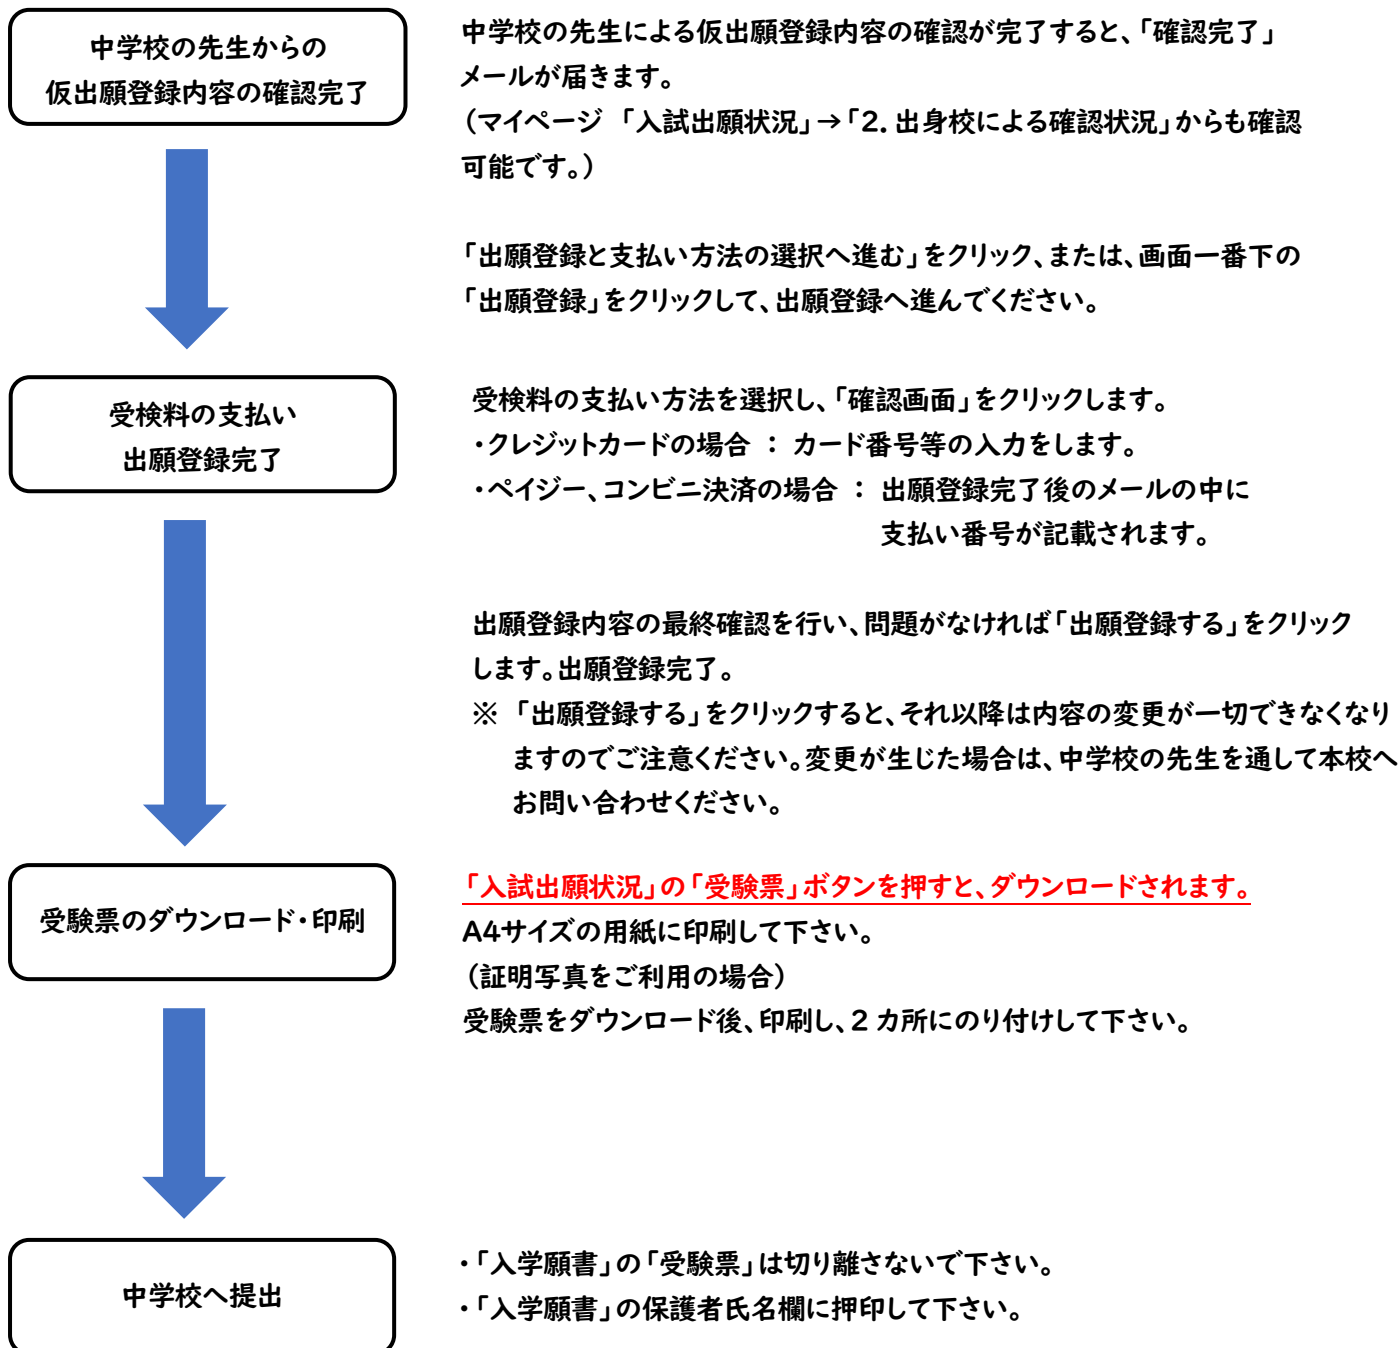 中学校の先生からの
仮出願登録内容の確認完了
中学校の先生による仮出願登録内容の確認が完了すると、「確認完了」
メールが届きます。
（マイページ 「入試出願状況」→「2．出身校による確認状況」からも確認
可能です。）
「出願登録と支払い方法の選択へ進む」をクリック、または、画面一番下の
「出願登録」をクリックして、出願登録へ進んでください。
受検料の支払い
出願登録完了
受検料の支払い方法を選択し、「確認画面」をクリックします。
・クレジットカードの場合 ： カード番号等の入力をします。
・ペイジー、コンビニ決済の場合 ： 出願登録完了後のメールの中に
支払い番号が記載されます。
出願登録内容の最終確認を行い、問題がなければ「出願登録する」をクリック
します。出願登録完了。
※ 「出願登録する」をクリックすると、それ以降は内容の変更が一切できなくなり
ますのでご注意ください。変更が生じた場合は、中学校の先生を通して本校へ
お問い合わせください。
受験票のダウンロード・印刷
「入試出願状況」の「受験票」ボタンを押すと、ダウンロードされます。
A4サイズの用紙に印刷して下さい。
（証明写真をご利用の場合）
受験票をダウンロード後、印刷し、2 カ所にのり付けして下さい。
中学校へ提出
・「入学願書」の「受験票」は切り離さないで下さい。
・「入学願書」の保護者氏名欄に押印して下さい。